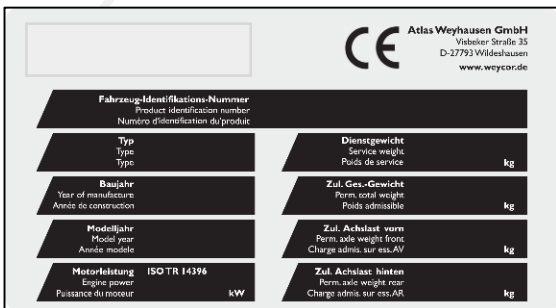 CE
Atlas Weyhausen GmbH
Visbeker Straße 35
D-27793 Wildeshausen
www.weycor.de
Fahrzeug-Identifikations-Nummer
Product identification number
Numéro d'identification du'produit
Typ
Type
Type
Dienstgewicht
Service weight
Poids de service kg
Baujahr
Year of manufacture
Année de construction
Zul. Ges.-Gewicht
Perm. total weight
Poids admissible kg
Modelljahr
Model year
Année modele
Zul. Achslast vorn
Perm. axle weight front
Charge admis. sur ess. AV kg
Motorleistung ISO TR 14396
Engine power
Puissance du moteur kW
Zul. Achslast hinten
Perm. axle weight rear
Charge admis. sur ess. AR kg